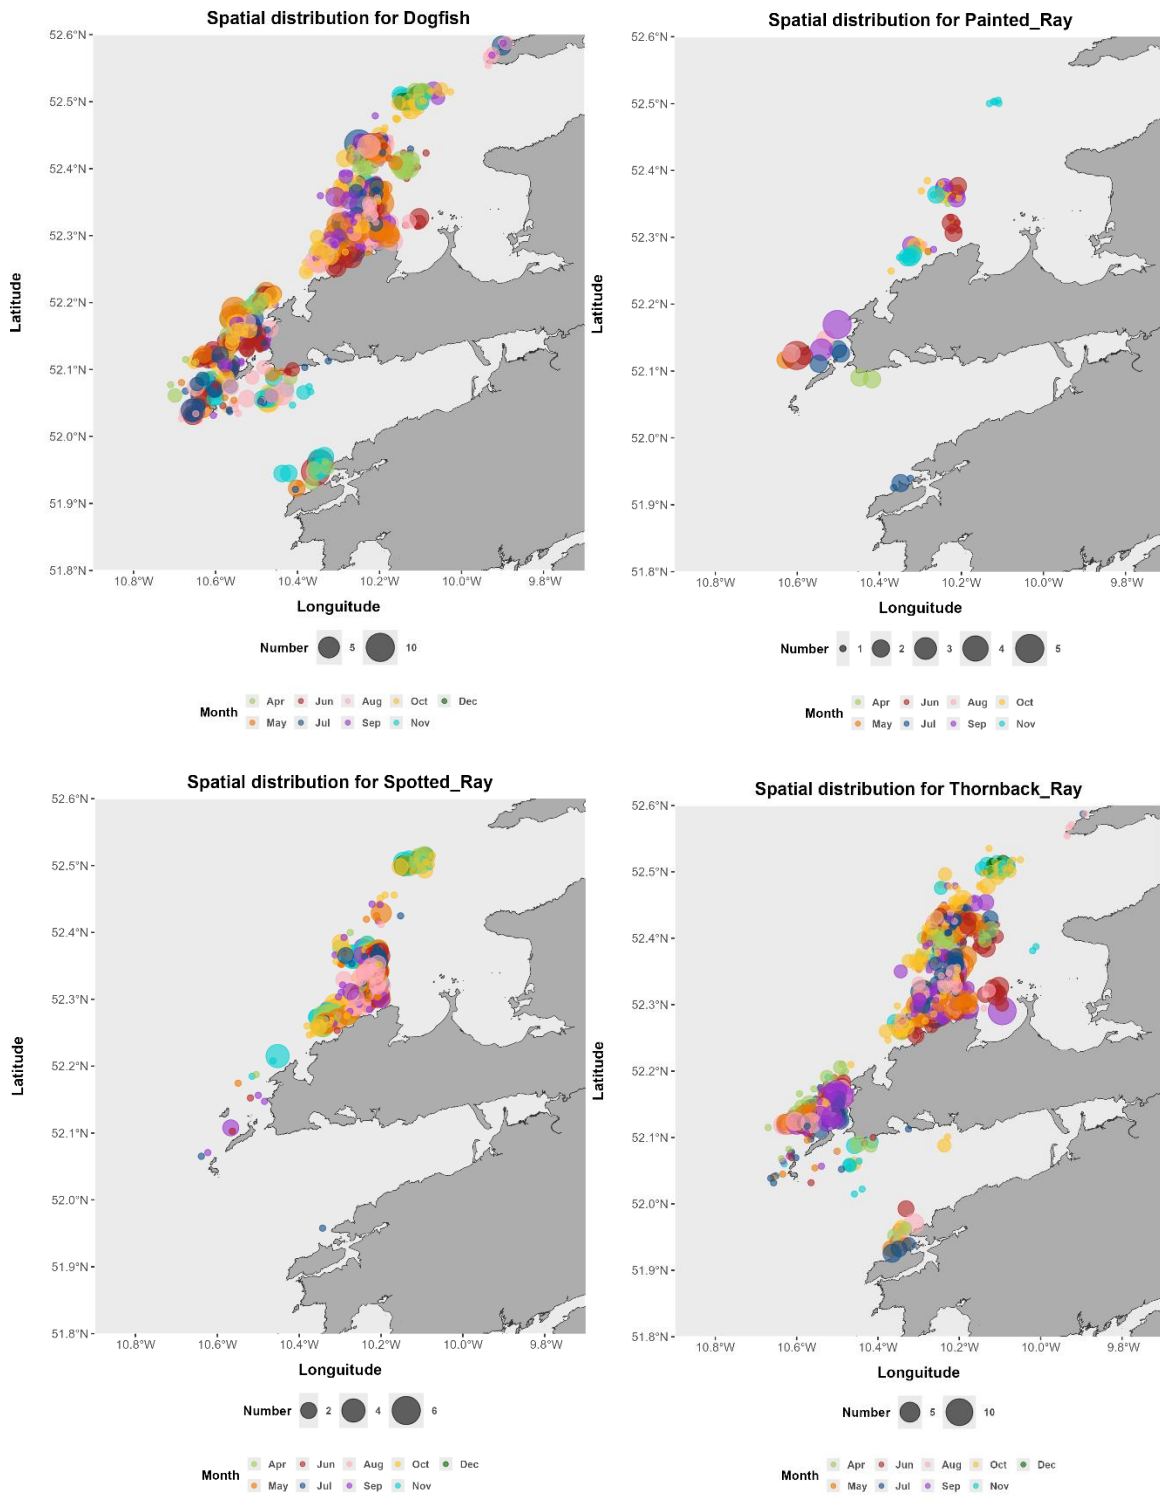 Spatial distribution for Dogfish
52.6°N
52.5°N
52.4°N
52.3°N
52.2°N
52.1°N
52.0°N
51.9°N
51.8°N
Latitude
10.8°W 10.6°W 10.4°W 10.2°W 10.0°W 9.8°W
Longuitude
Number 5 10
Month Apr Jun Aug Oct Dec
May Jul Sep Nov
Spatial distribution for Painted_Ray
52.6°N
52.5°N
52.4°N
52.3°N
52.2°N
52.1°N
52.0°N
51.9°N
51.8°N
Latitude
10.8°W 10.6°W 10.4°W 10.2°W 10.0°W 9.8°W
Longuitude
Number 1 2 3 4 5
Month Apr Jun Aug Oct
May Jul Sep Nov
Spatial distribution for Spotted_Ray
52.6°N
52.5°N
52.4°N
52.3°N
52.2°N
52.1°N
52.0°N
51.9°N
51.8°N
Latitude
10.8°W 10.6°W 10.4°W 10.2°W 10.0°W 9.8°W
Longuitude
Number 2 4 6
Month Apr Jun Aug Oct Dec
May Jul Sep Nov
Spatial distribution for Thornback_Ray
52.6°N
52.5°N
52.4°N
52.3°N
52.2°N
52.1°N
52.0°N
51.9°N
51.8°N
Latitude
10.8°W 10.6°W 10.4°W 10.2°W 10.0°W 9.8°W
Longuitude
Number 5 10
Month Apr Jun Aug Oct Dec
May Jul Sep Nov